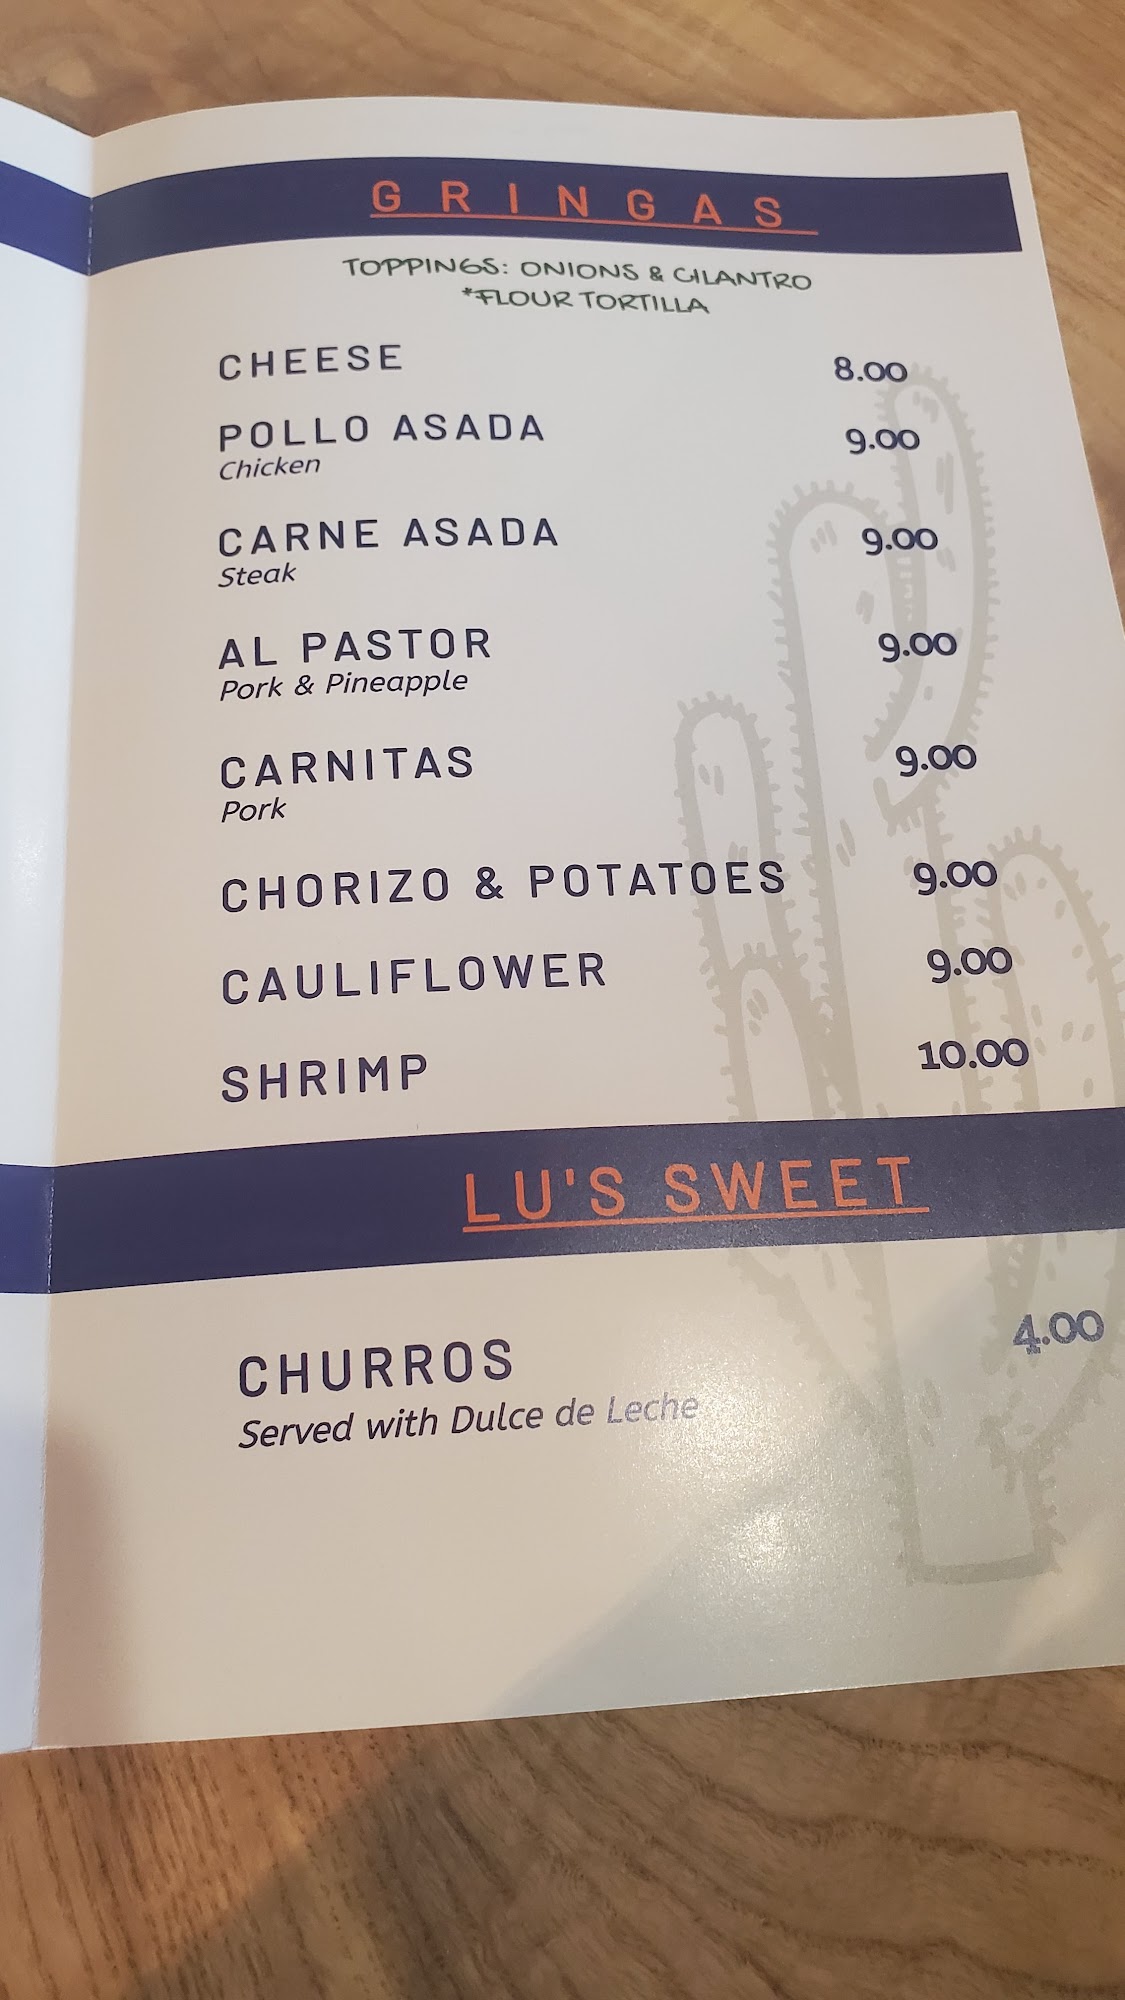 GRINGAS
TOPPINGS: ONIONS & CILANTRO
*FLOUR TORTILLA
CHEESE 8.00
POLLO ASADA 9.00
Chicken
CARNE ASADA 9.00
Steak
AL PASTOR 9.00
Pork & Pineapple
CARNITAS 9.00
Pork
CHORIZO & POTATOES 9.00
CAULIFLOWER 9.00
SHRIMP 10.00
LU'S SWEET
CHURROS 4.00
Served with Dulce de Leche